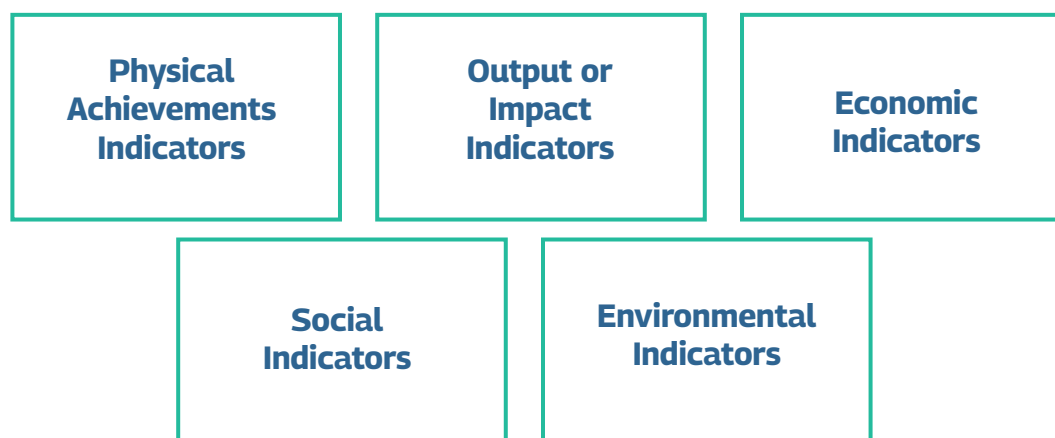 Physical
Achievements
Indicators
Output or
Impact
Indicators
Economic
Indicators
Social
Indicators
Environmental
Indicators